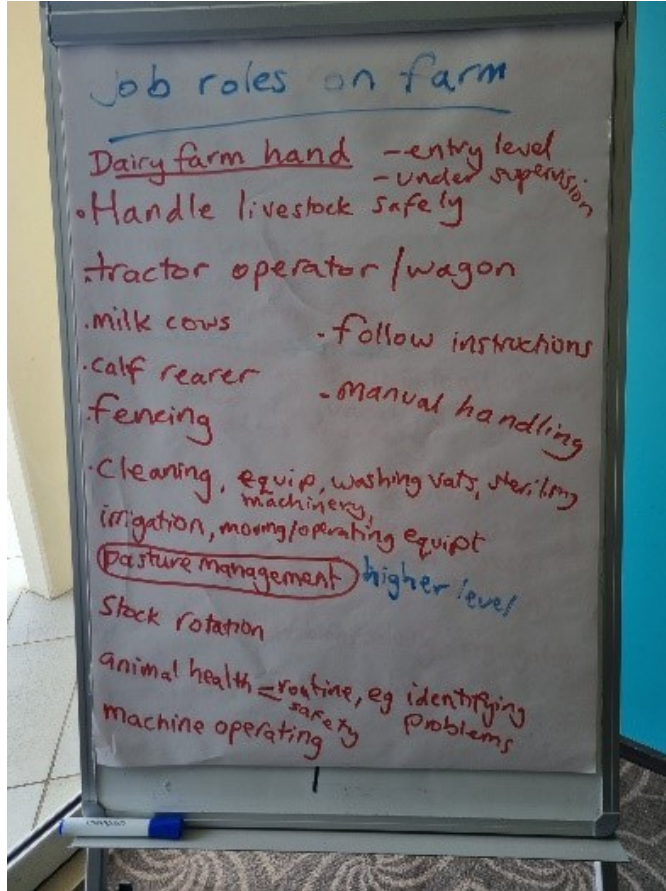 job roles on farm
Dairy farm hand - entry level
- under supervision
• Handle livestock safely
• tractor operator / wagon
• milk cows
• follow instructions
• calf rearer
- manual handling
• fencing
• Cleaning, equip, washing vats, sterilising
machinery,
irrigation, moving/operating equipt
pasture management higher level
stock rotation
animal health = routine, eg identifying
safety problems
machine operating